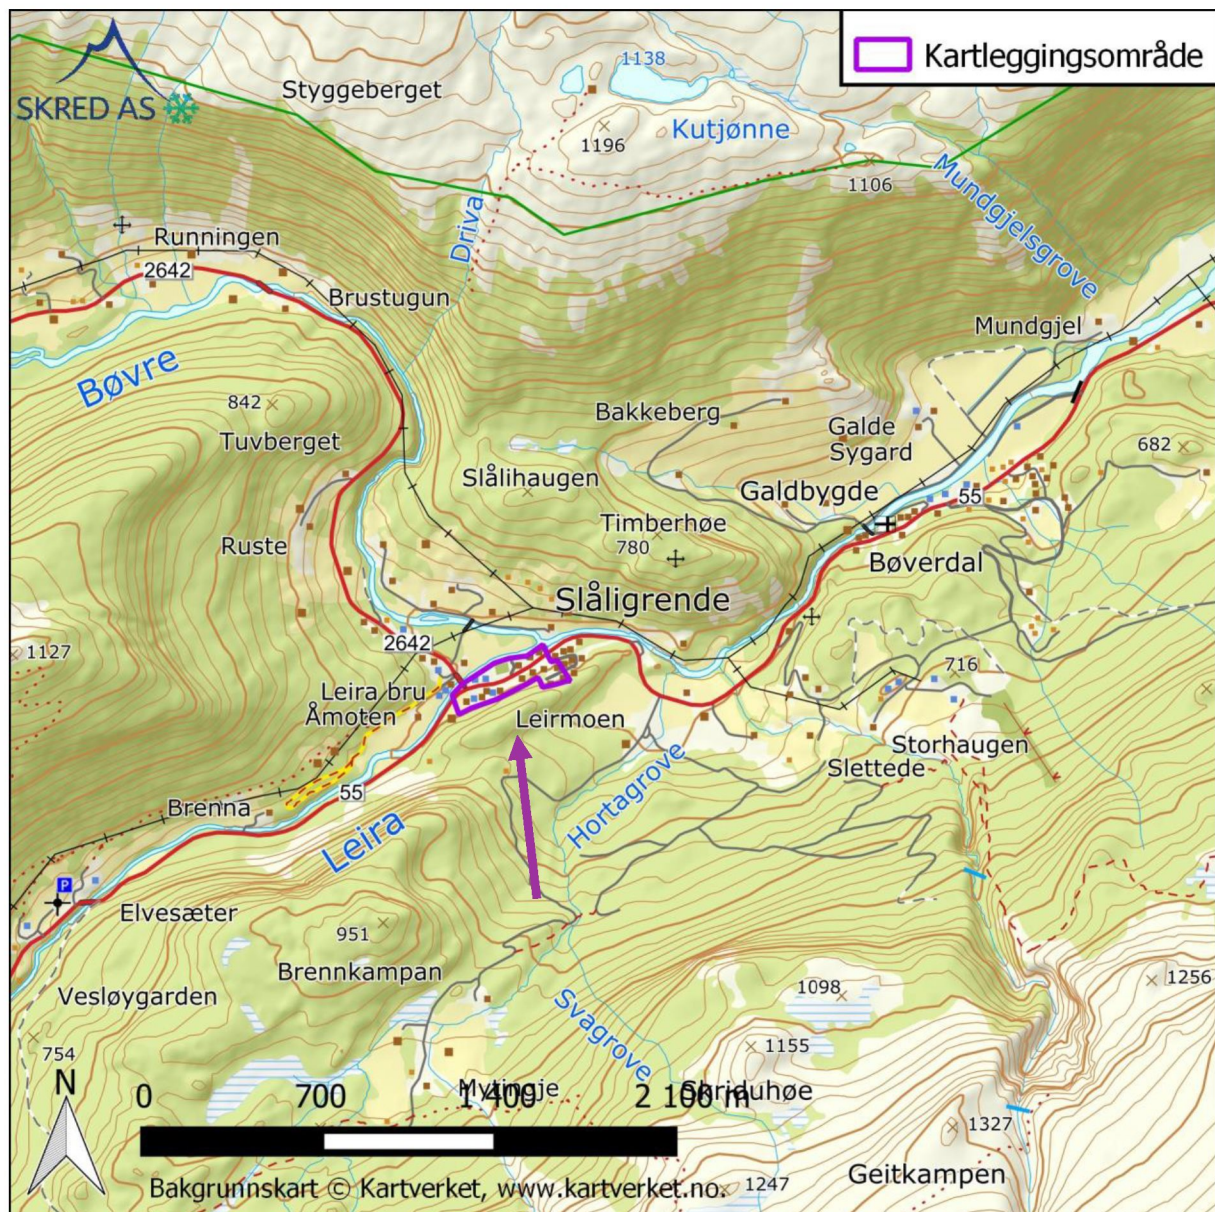 Kartleggingsområde
SKRED AS
Styggeberget
1138
Kutjønne
1196
1106
Mundgjelsgrove
Driva
Runningen
2642
Brustugun
Mundgjel
Bøvre
842
Tuvberget
Bakkeberg
Galde
Sygard
682
Slålihaugen
Galdbygde
55
Timberhøe
780
Ruste
Bøverdal
Slåligrende
2642
1127
716
Leira bru
Åmoten
Leirmoen
Storhaugen
Slettede
Hortagrove
55
Brenna
Leira
P
Elvesæter
951
Brennkampan
Vesløygarden
1098
1256
Svagrove
754
1155
N
0 700 1 400 2 100 m
Mytingje
Skriduhøe
1327
Geitkampen
Bakgrunnskart © Kartverket, www.kartverket.no.
1247